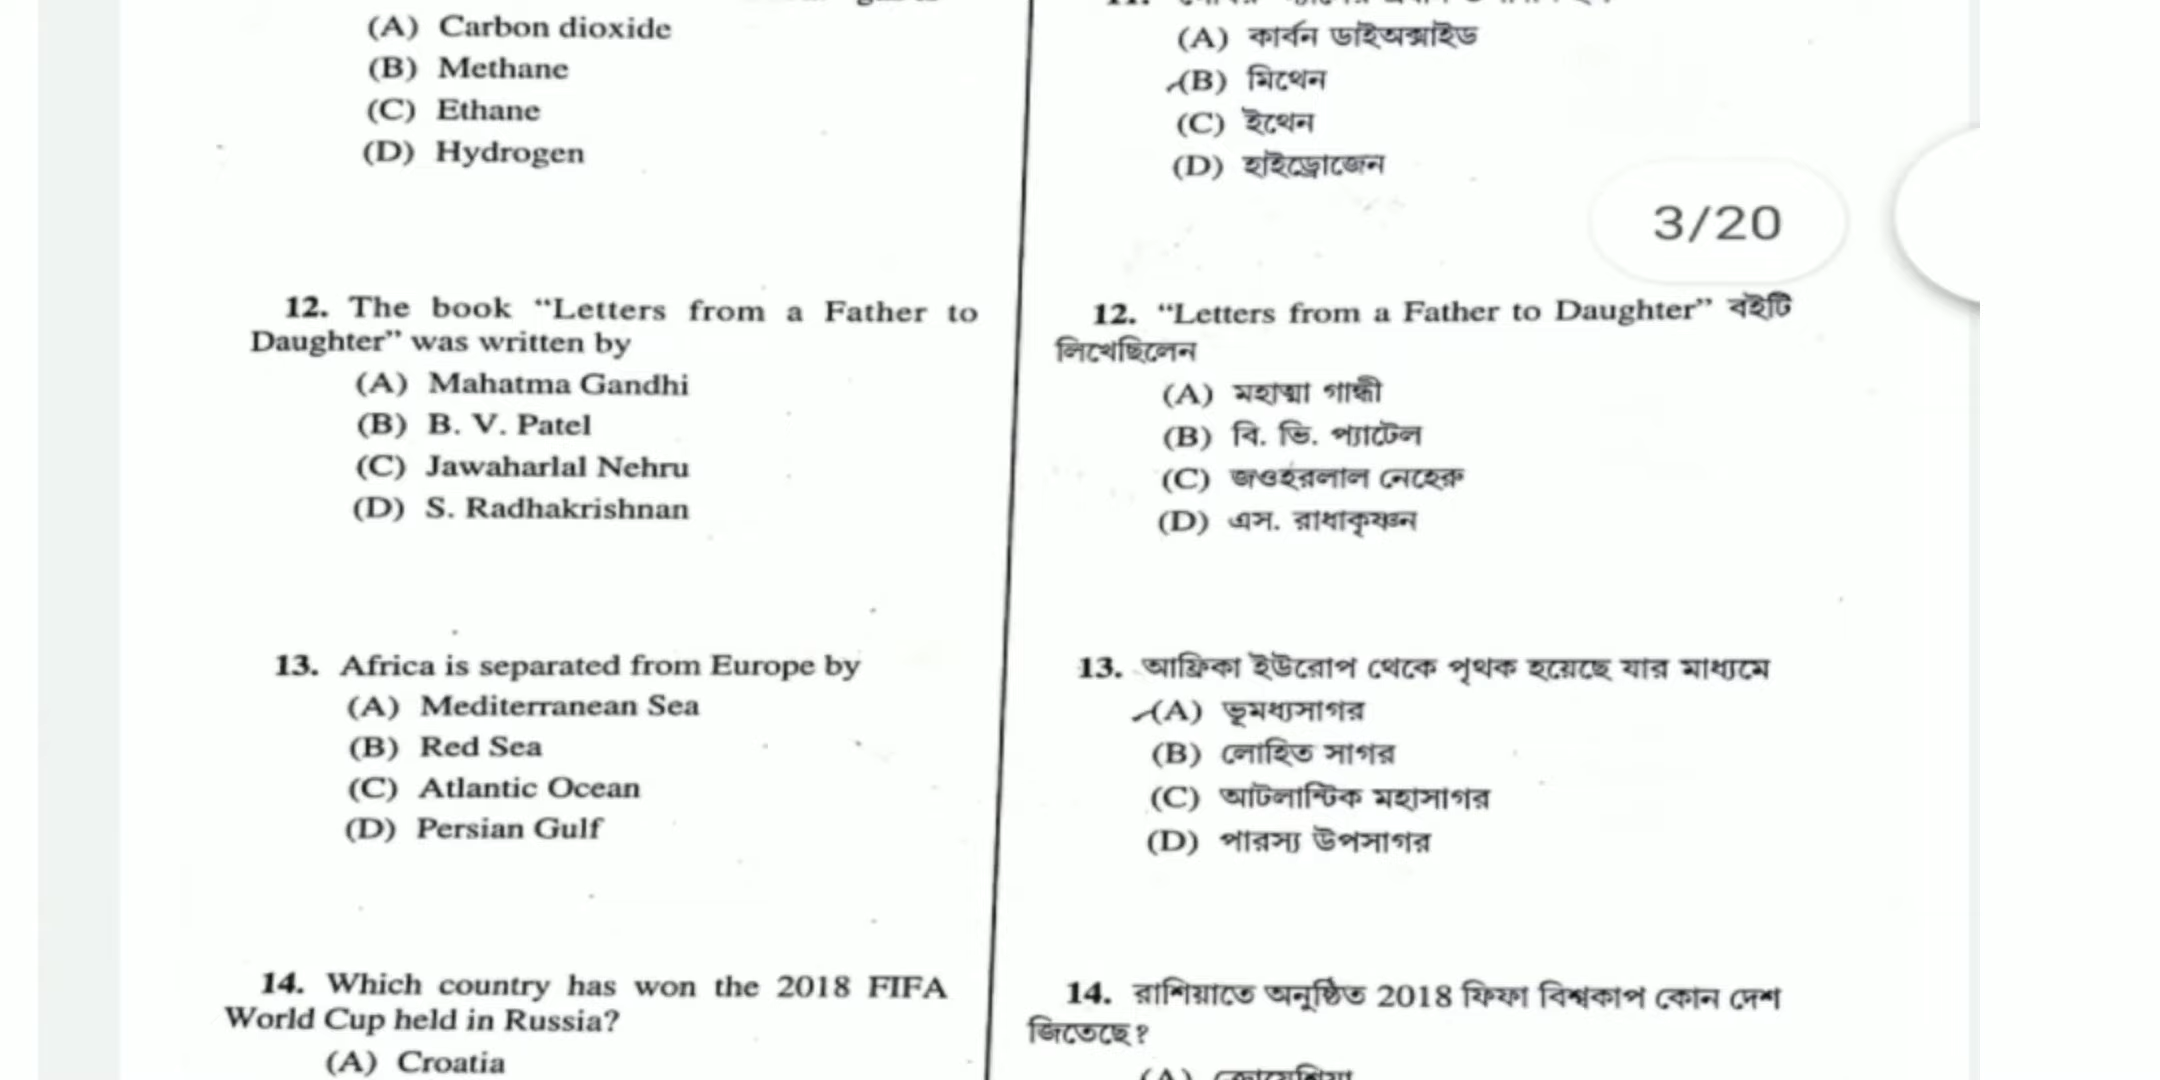 (A) Carbon dioxide
(B) Methane
(C) Ethane
(D) Hydrogen
12. The book “Letters from a Father to
Daughter” was written by
(A) Mahatma Gandhi
(B) B. V. Patel
(C) Jawaharlal Nehru
(D) S. Radhakrishnan
13. Africa is separated from Europe by
(A) Mediterranean Sea
(B) Red Sea
(C) Atlantic Ocean
(D) Persian Gulf
14. Which country has won the 2018 FIFA
World Cup held in Russia?
(A) Croatia
(A) কার্বন ডাইঅক্সাইড
(B) মিথেন
(C) ইথেন
(D) হাইড্রোজেন
3/20
12. “Letters from a Father to Daughter” বইটি
লিখেছিলেন
(A) মহাত্মা গান্ধী
(B) বি. ভি. প্যাটেল
(C) জওহরলাল নেহেরু
(D) এস. রাধাকৃষ্ণন
13. আফ্রিকা ইউরোপ থেকে পৃথক হয়েছে যার মাধ্যমে
(A) ভূমধ্যসাগর
(B) লোহিত সাগর
(C) আটলান্টিক মহাসাগর
(D) পারস্য উপসাগর
14. রাশিয়াতে অনুষ্ঠিত 2018 ফিফা বিশ্বকাপ কোন দেশ
জিতেছে?